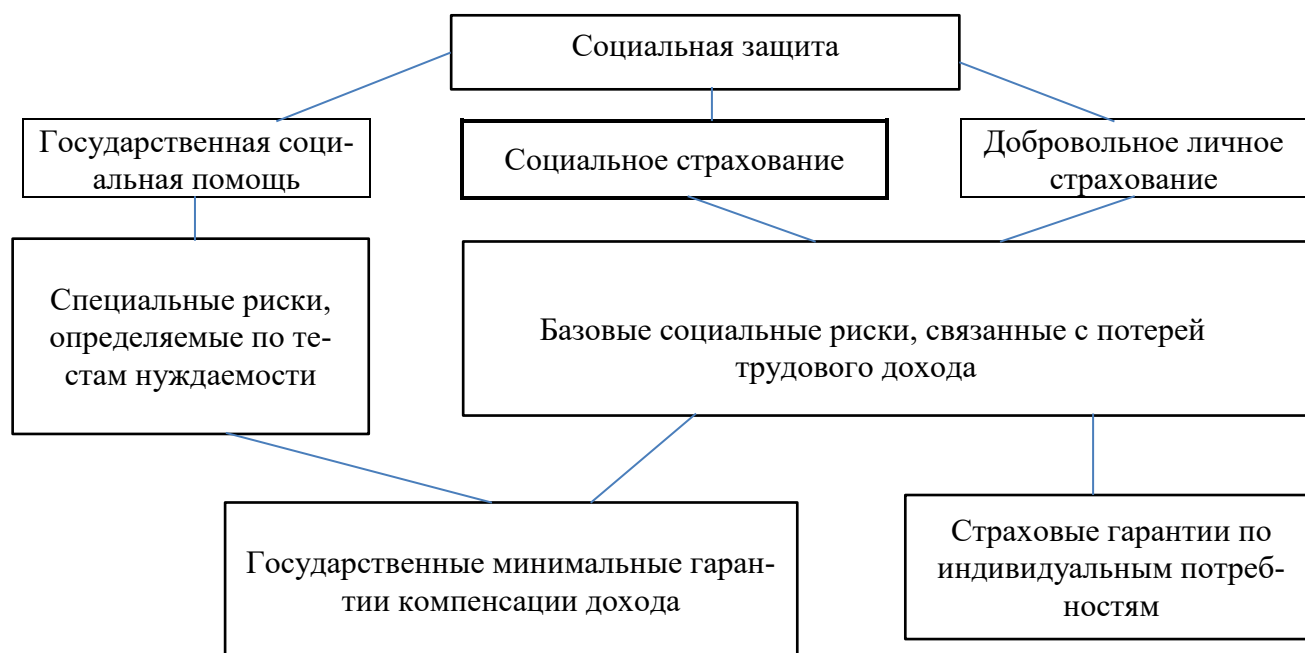 Социальная защита
Государственная соци-
альная помощь
Социальное страхование
Добровольное личное
страхование
Специальные риски,
определяемые по те-
стам нуждаемости
Базовые социальные риски, связанные с потерей
трудового дохода
Государственные минимальные гаран-
тии компенсации дохода
Страховые гарантии по
индивидуальным потреб-
ностям